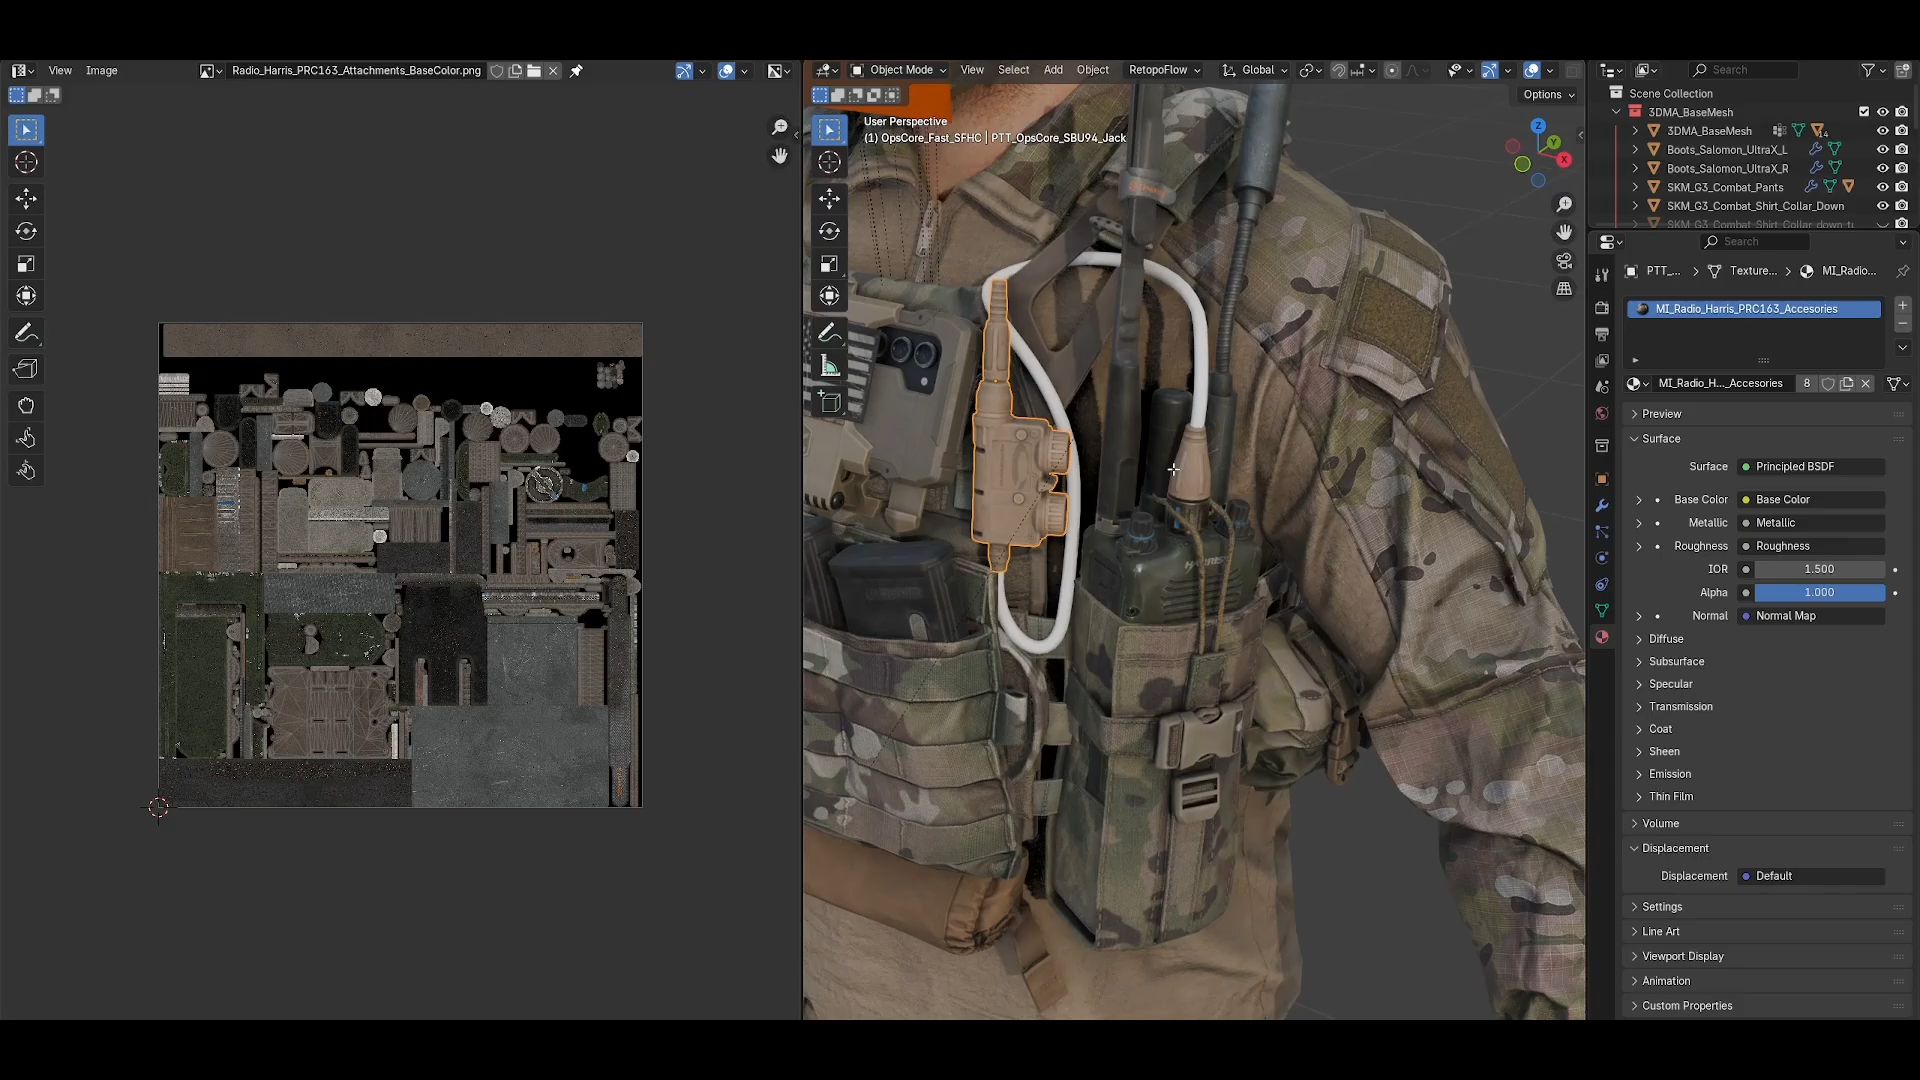 View Image Radio_Harris_PRC163_Attachments_BaseColor.png
Object Mode View Select Add Object RetopoFlow Global
Options
User Perspective
(1) OpsCore_Fast_SFHC | PTT_OpsCore_SBU94_Jack
Z
Y
X
HARRIS
Search
Scene Collection
3DMA_BaseMesh
3DMA_BaseMesh 14
Boots_Salomon_UltraX_L
Boots_Salomon_UltraX_R
SKM_G3_Combat_Pants
SKM_G3_Combat_Shirt_Collar_Down
Search
PTT_... Texture... MI_Radio...
MI_Radio_Harris_PRC163_Accesories
MI_Radio_H..._Accesories 8
Preview
Surface
Surface Principled BSDF
Base Color Base Color
Metallic Metallic
Roughness Roughness
IOR 1.500
Alpha 1.000
Normal Normal Map
Diffuse
Subsurface
Specular
Transmission
Coat
Sheen
Emission
Thin Film
Volume
Displacement
Displacement Default
Settings
Line Art
Viewport Display
Animation
Custom Properties